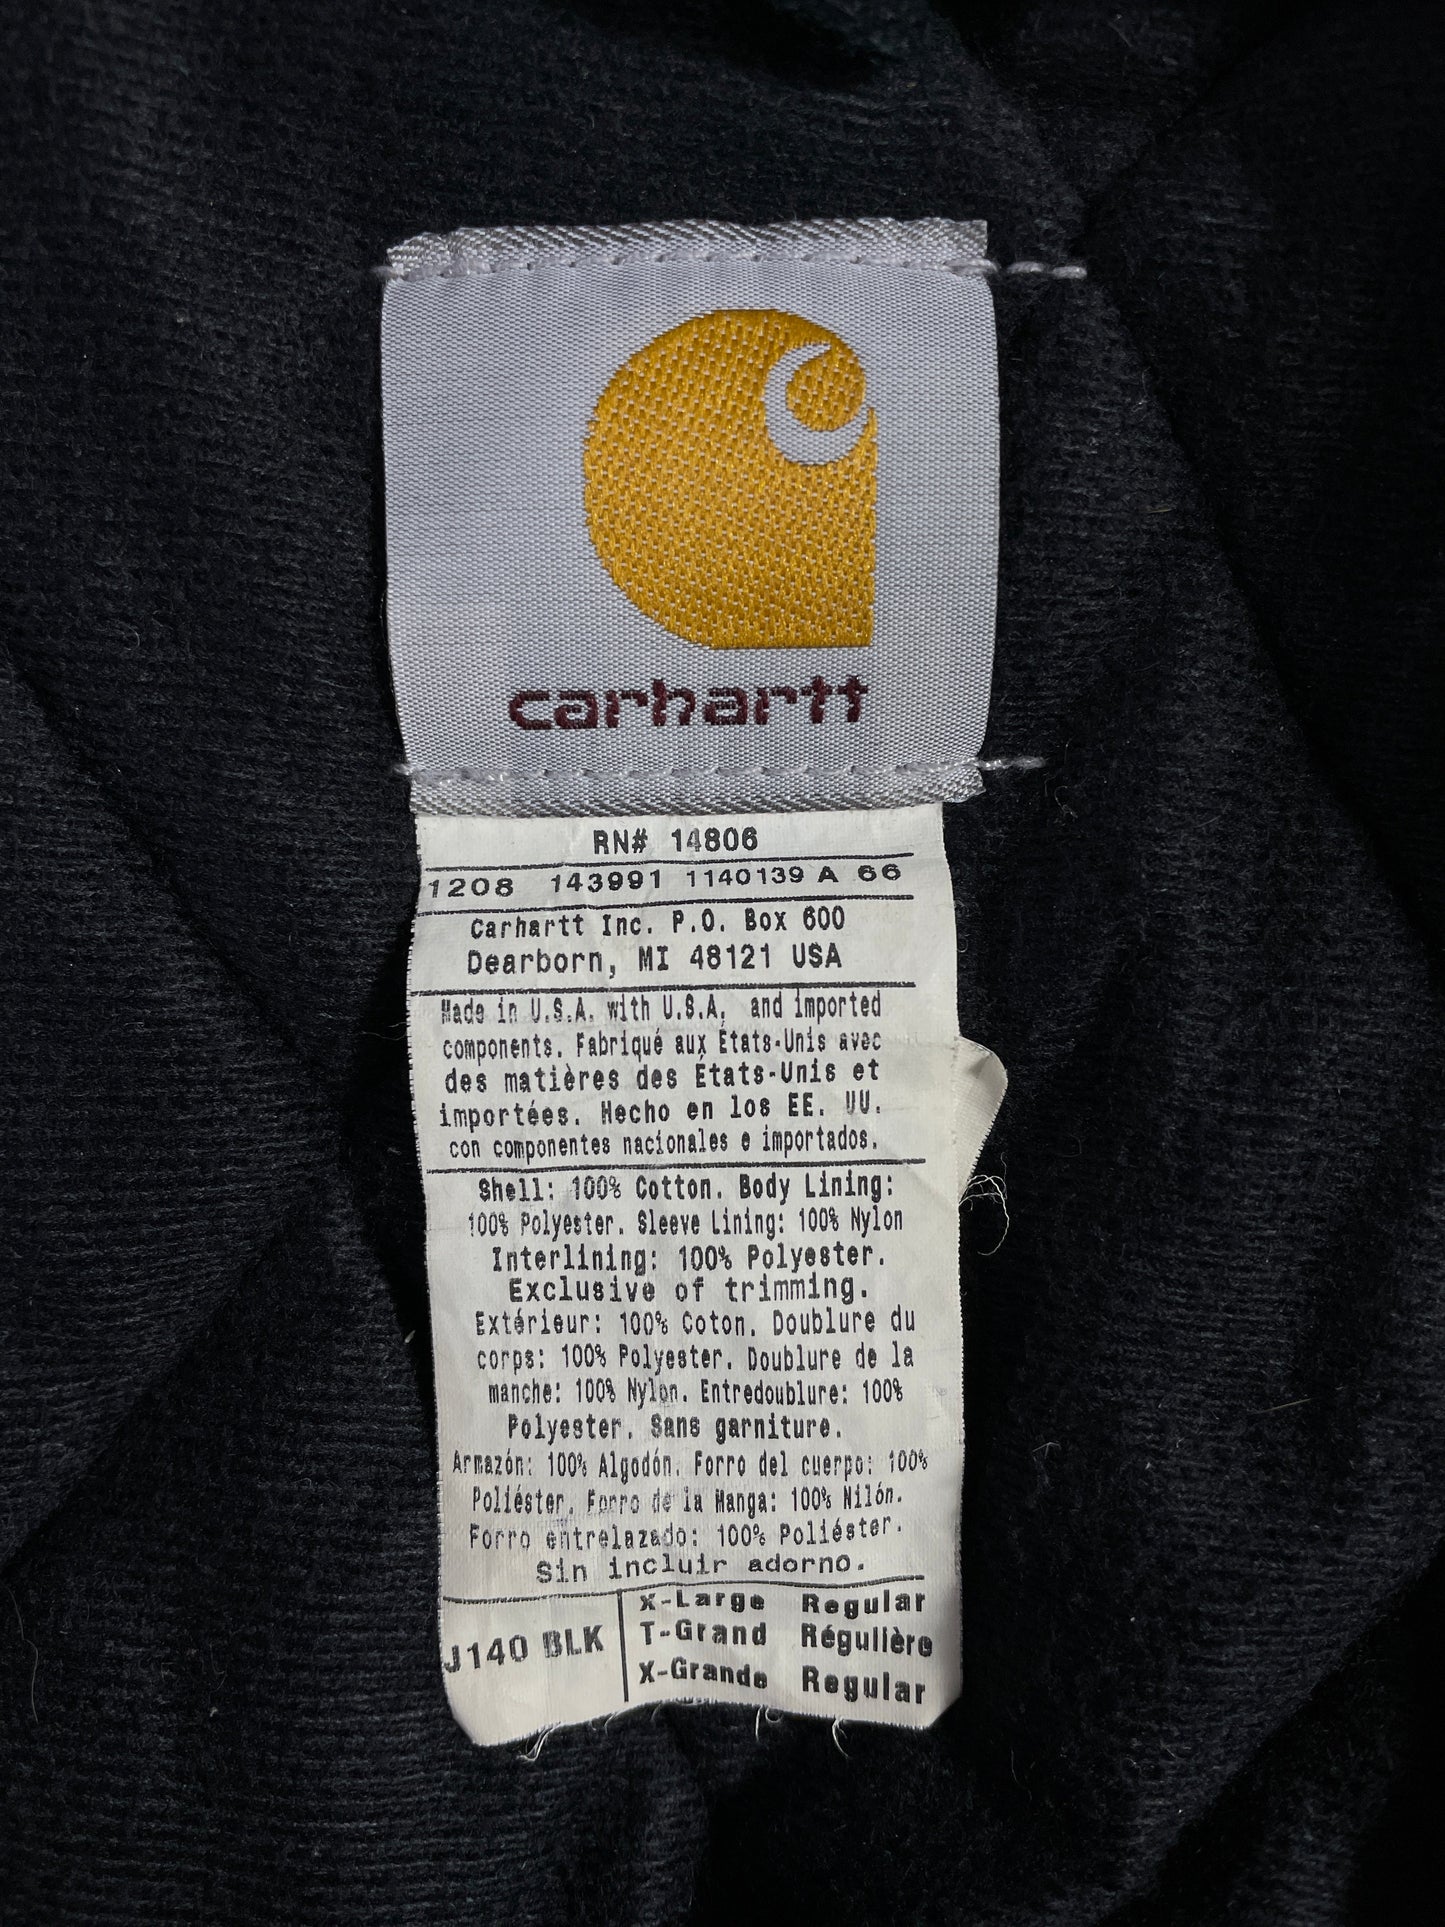 carhartt
RN# 14806
1208 143991 1140139 A 66
Carhartt Inc. P.O. Box 600
Dearborn, MI 48121 USA
Made in U.S.A. with U.S.A. and imported
components. Fabriqué aux États-Unis avec
des matières des États-Unis et
importées. Hecho en los EE. UU.
con componentes nacionales e importados.
Shell: 100% Cotton. Body Lining:
100% Polyester. Sleeve Lining: 100% Nylon
Interlining: 100% Polyester.
Exclusive of trimming.
Extérieur: 100% Coton. Doublure du
corps: 100% Polyester. Doublure de la
manche: 100% Nylon. Entredoublure: 100%
Polyester. Sans garniture.
Armazón: 100% Algodón. Forro del cuerpo: 100%
Poliéster. Forro de la Manga: 100% Nilón.
Forro entrelazado: 100% Poliéster.
Sin incluir adorno.
J140 BLK
X-Large Regular
T-Grand Régulière
X-Grande Regular